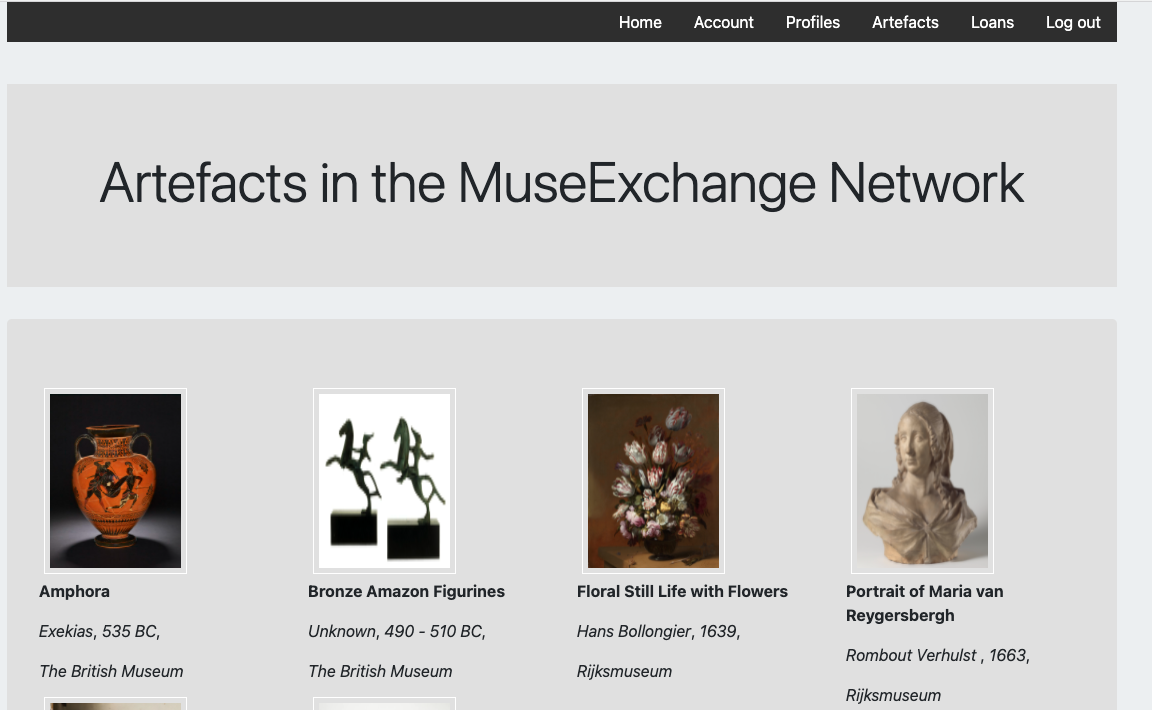 Home Account Profiles Artefacts Loans Log out
Artefacts in the MuseExchange Network
Amphora
Exekias, 535 BC,
The British Museum
Bronze Amazon Figurines
Unknown, 490 - 510 BC,
The British Museum
Floral Still Life with Flowers
Hans Bollongier, 1639,
Rijksmuseum
Portrait of Maria van
Reygersbergh
Rombout Verhulst , 1663,
Rijksmuseum